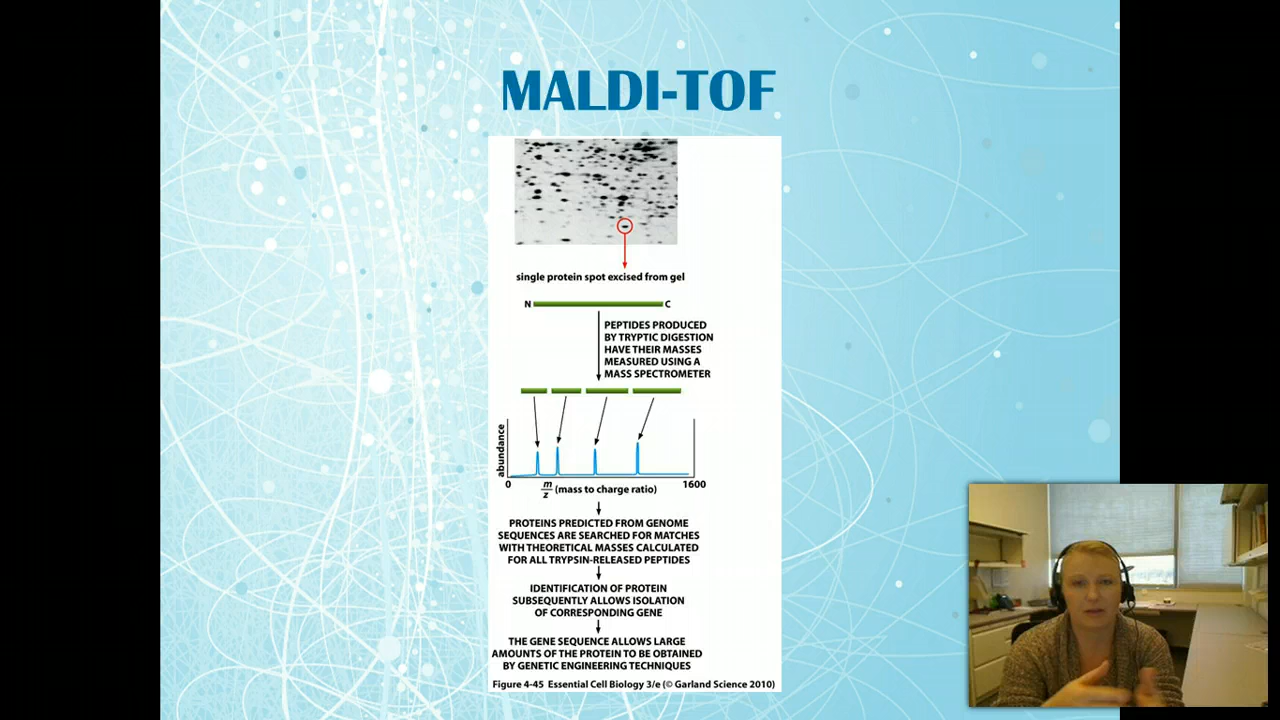 MALDI-TOF
single protein spot excised from gel
N C
PEPTIDES PRODUCED
BY TRYPTIC DIGESTION
HAVE THEIR MASSES
MEASURED USING A
MASS SPECTROMETER
abundance
0 m/z (mass to charge ratio) 1600
PROTEINS PREDICTED FROM GENOME
SEQUENCES ARE SEARCHED FOR MATCHES
WITH THEORETICAL MASSES CALCULATED
FOR ALL TRYPSIN-RELEASED PEPTIDES
IDENTIFICATION OF PROTEIN
SUBSEQUENTLY ALLOWS ISOLATION
OF CORRESPONDING GENE
THE GENE SEQUENCE ALLOWS LARGE
AMOUNTS OF THE PROTEIN TO BE OBTAINED
BY GENETIC ENGINEERING TECHNIQUES
Figure 4-45 Essential Cell Biology 3/e (© Garland Science 2010)